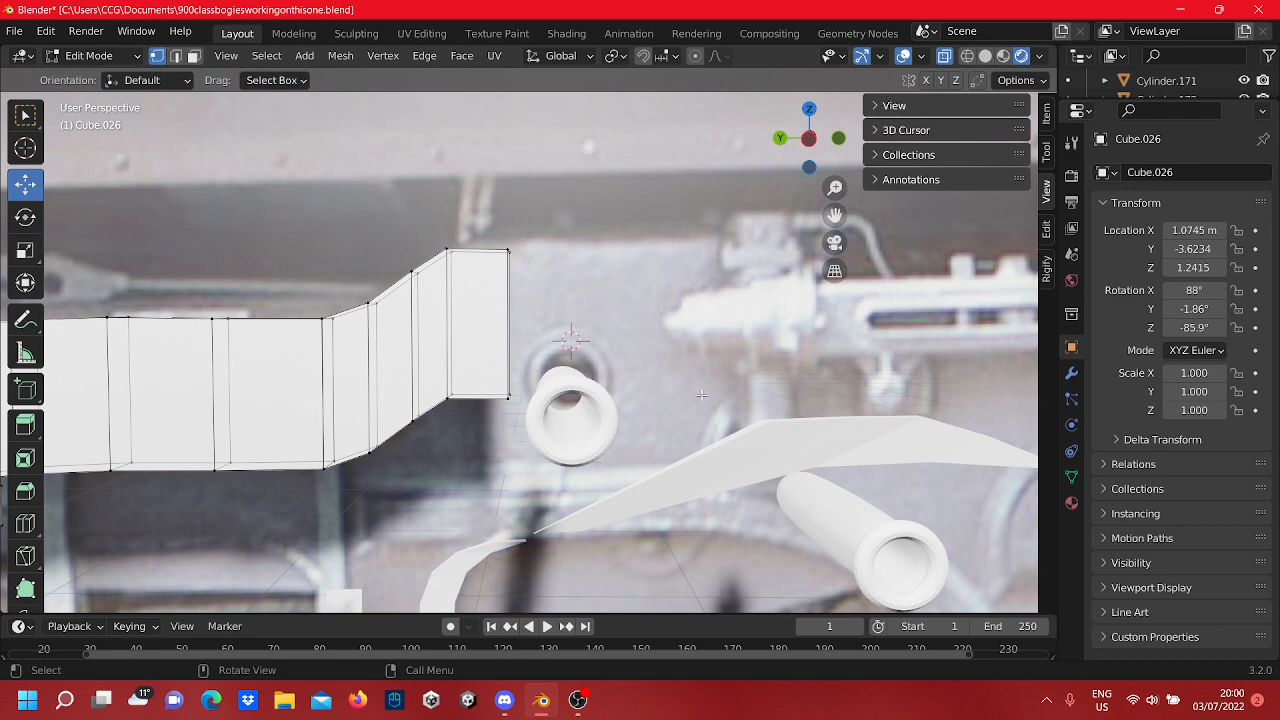 Blender* [C:\Users\CCG\Documents\900classbogiesworkingonthisone.blend]
File Edit Render Window Help Layout Modeling Sculpting UV Editing Texture Paint Shading Animation Rendering Compositing Geometry Nodes Scene ViewLayer
Edit Mode View Select Add Mesh Vertex Edge Face UV Global
Orientation: Default Drag: Select Box X Y Z Options
Cylinder.171
User Perspective
(1) Cube.026
Z
Y
View
3D Cursor
Collections
Annotations
Item
Tool
View
Edit
Rigify
Cube.026
Cube.026
Transform
Location X 1.0745 m
Y -3.6234
Z 1.2415
Rotation X 88°
Y -1.86°
Z -85.9°
Mode XYZ Euler
Scale X 1.000
Y 1.000
Z 1.000
Delta Transform
Relations
Collections
Instancing
Motion Paths
Visibility
Viewport Display
Line Art
Custom Properties
Playback Keying View Marker 1 Start 1 End 250
20 30 40 50 60 70 80 90 100 110 120 130 140 150 160 170 180 190 200 210 220 230
Select Rotate View Call Menu 3.2.0
11°
ENG
US
20:00
03/07/2022
2